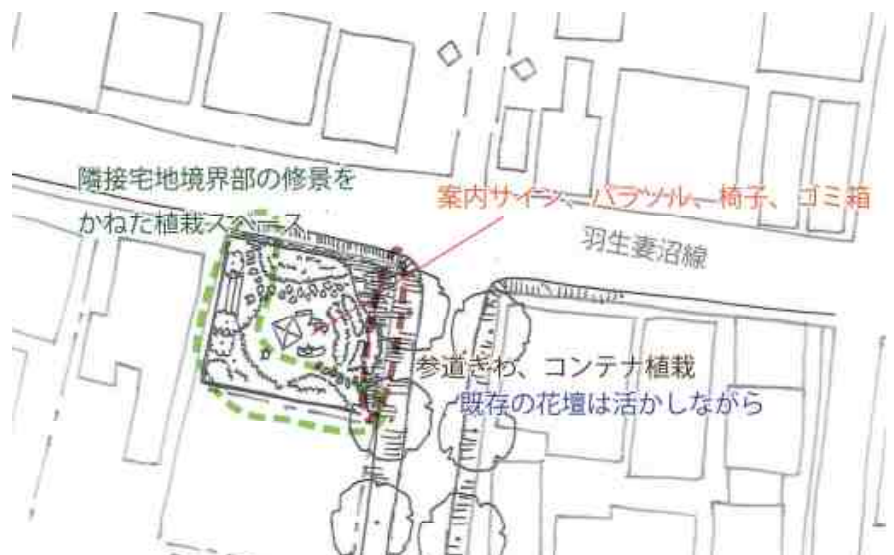 隣接宅地境界部の修景を
かねた植栽スペース
案内サイン、パラソル、椅子、ゴミ箱
羽生妻沼線
参道ぎわ、コンテナ植栽
既存の花壇は活かしながら